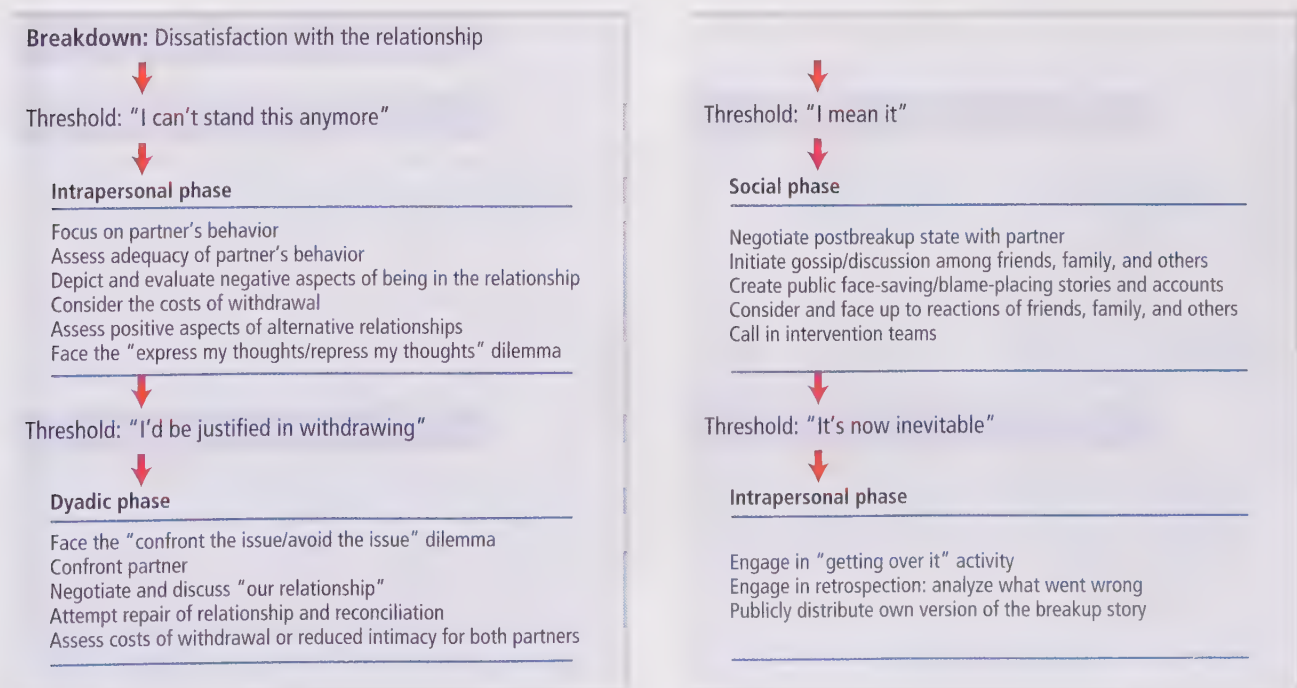 Breakdown: Dissatisfaction with the relationship
Threshold: "I can't stand this anymore"
Intrapersonal phase
Focus on partner's behavior
Assess adequacy of partner's behavior
Depict and evaluate negative aspects of being in the relationship
Consider the costs of withdrawal
Assess positive aspects of alternative relationships
Face the "express my thoughts/repress my thoughts" dilemma
Threshold: "I'd be justified in withdrawing"
Dyadic phase
Face the "confront the issue/avoid the issue" dilemma
Confront partner
Negotiate and discuss "our relationship"
Attempt repair of relationship and reconciliation
Assess costs of withdrawal or reduced intimacy for both partners
Threshold: "I mean it"
Social phase
Negotiate postbreakup state with partner
Initiate gossip/discussion among friends, family, and others
Create public face-saving/blame-placing stories and accounts
Consider and face up to reactions of friends, family, and others
Call in intervention teams
Threshold: "It's now inevitable"
Intrapersonal phase
Engage in "getting over it" activity
Engage in retrospection: analyze what went wrong
Publicly distribute own version of the breakup story